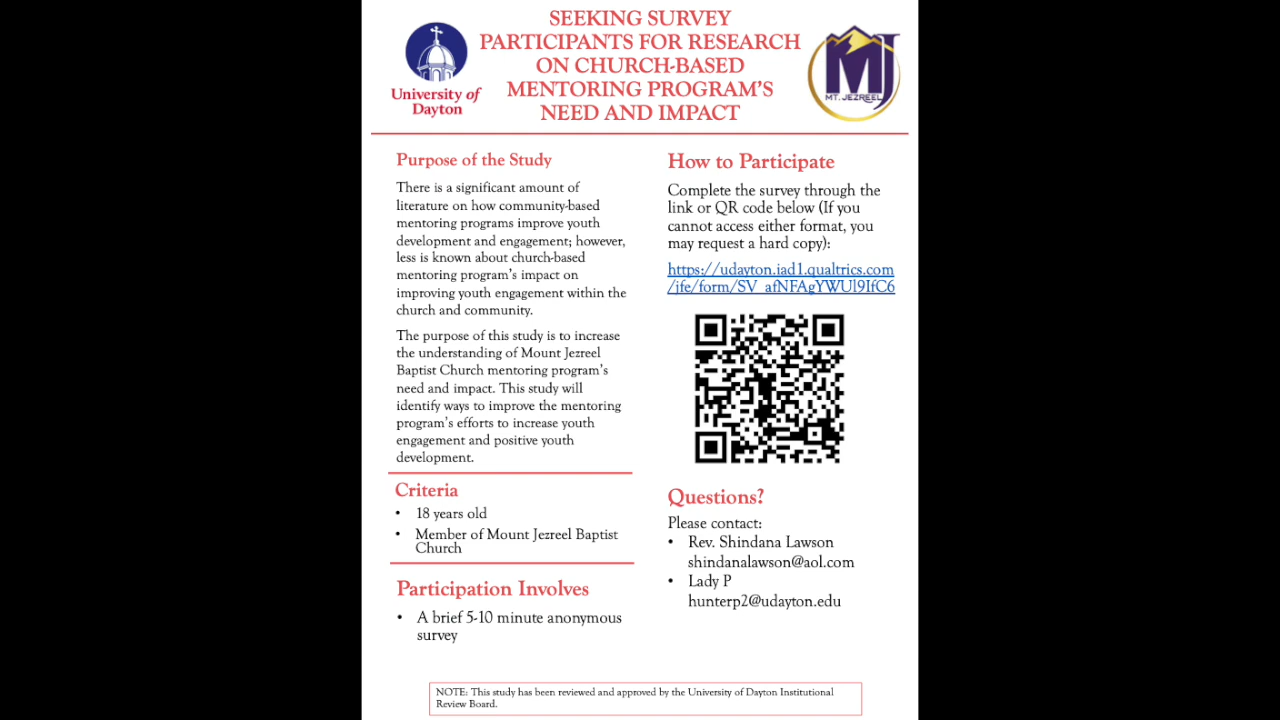 SEEKING SURVEY
PARTICIPANTS FOR RESEARCH
ON CHURCH-BASED
MENTORING PROGRAM'S
NEED AND IMPACT
University of
Dayton
MJ
MT. JEZREEL
Purpose of the Study
There is a significant amount of
literature on how community-based
mentoring programs improve youth
development and engagement; however,
less is known about church-based
mentoring program's impact on
improving youth engagement within the
church and community.
The purpose of this study is to increase
the understanding of Mount Jezreel
Baptist Church mentoring program's
need and impact. This study will
identify ways to improve the mentoring
program's efforts to increase youth
engagement and positive youth
development.
Criteria
• 18 years old
• Member of Mount Jezreel Baptist
Church
Participation Involves
• A brief 5-10 minute anonymous
survey
How to Participate
Complete the survey through the
link or QR code below (If you
cannot access either format, you
may request a hard copy):
https://udayton.iad1.qualtrics.com
/jfe/form/SV_afNFAgYWUl9IfC6
Questions?
Please contact:
• Rev. Shindana Lawson
shindanalawson@aol.com
• Lady P
hunterp2@udayton.edu
NOTE: This study has been reviewed and approved by the University of Dayton Institutional
Review Board.